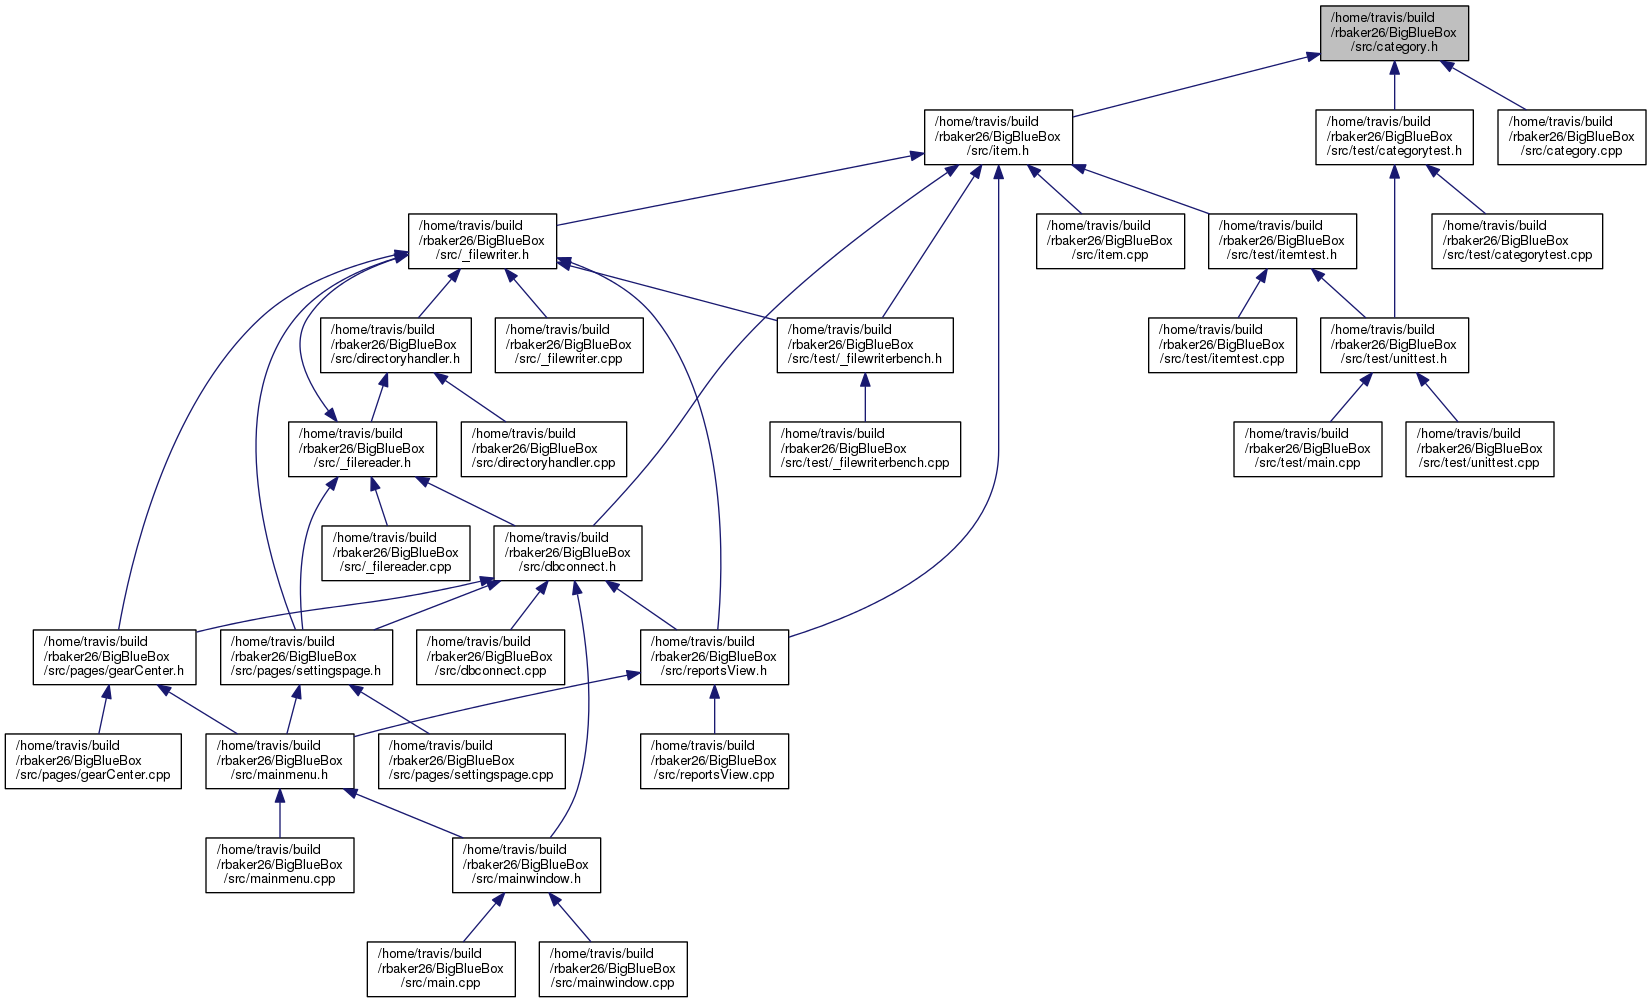 /home/travis/build
/rbaker26/BigBlueBox
/src/category.h
/home/travis/build
/rbaker26/BigBlueBox
/src/item.h
/home/travis/build
/rbaker26/BigBlueBox
/src/test/categorytest.h
/home/travis/build
/rbaker26/BigBlueBox
/src/category.cpp
/home/travis/build
/rbaker26/BigBlueBox
/src/_filewriter.h
/home/travis/build
/rbaker26/BigBlueBox
/src/item.cpp
/home/travis/build
/rbaker26/BigBlueBox
/src/test/itemtest.h
/home/travis/build
/rbaker26/BigBlueBox
/src/test/categorytest.cpp
/home/travis/build
/rbaker26/BigBlueBox
/src/directoryhandler.h
/home/travis/build
/rbaker26/BigBlueBox
/src/_filewriter.cpp
/home/travis/build
/rbaker26/BigBlueBox
/src/test/_filewriterbench.h
/home/travis/build
/rbaker26/BigBlueBox
/src/test/itemtest.cpp
/home/travis/build
/rbaker26/BigBlueBox
/src/test/unittest.h
/home/travis/build
/rbaker26/BigBlueBox
/src/_filereader.h
/home/travis/build
/rbaker26/BigBlueBox
/src/directoryhandler.cpp
/home/travis/build
/rbaker26/BigBlueBox
/src/test/_filewriterbench.cpp
/home/travis/build
/rbaker26/BigBlueBox
/src/test/main.cpp
/home/travis/build
/rbaker26/BigBlueBox
/src/test/unittest.cpp
/home/travis/build
/rbaker26/BigBlueBox
/src/_filereader.cpp
/home/travis/build
/rbaker26/BigBlueBox
/src/dbconnect.h
/home/travis/build
/rbaker26/BigBlueBox
/src/pages/gearCenter.h
/home/travis/build
/rbaker26/BigBlueBox
/src/pages/settingspage.h
/home/travis/build
/rbaker26/BigBlueBox
/src/dbconnect.cpp
/home/travis/build
/rbaker26/BigBlueBox
/src/reportsView.h
/home/travis/build
/rbaker26/BigBlueBox
/src/pages/gearCenter.cpp
/home/travis/build
/rbaker26/BigBlueBox
/src/mainmenu.h
/home/travis/build
/rbaker26/BigBlueBox
/src/pages/settingspage.cpp
/home/travis/build
/rbaker26/BigBlueBox
/src/reportsView.cpp
/home/travis/build
/rbaker26/BigBlueBox
/src/mainmenu.cpp
/home/travis/build
/rbaker26/BigBlueBox
/src/mainwindow.h
/home/travis/build
/rbaker26/BigBlueBox
/src/main.cpp
/home/travis/build
/rbaker26/BigBlueBox
/src/mainwindow.cpp